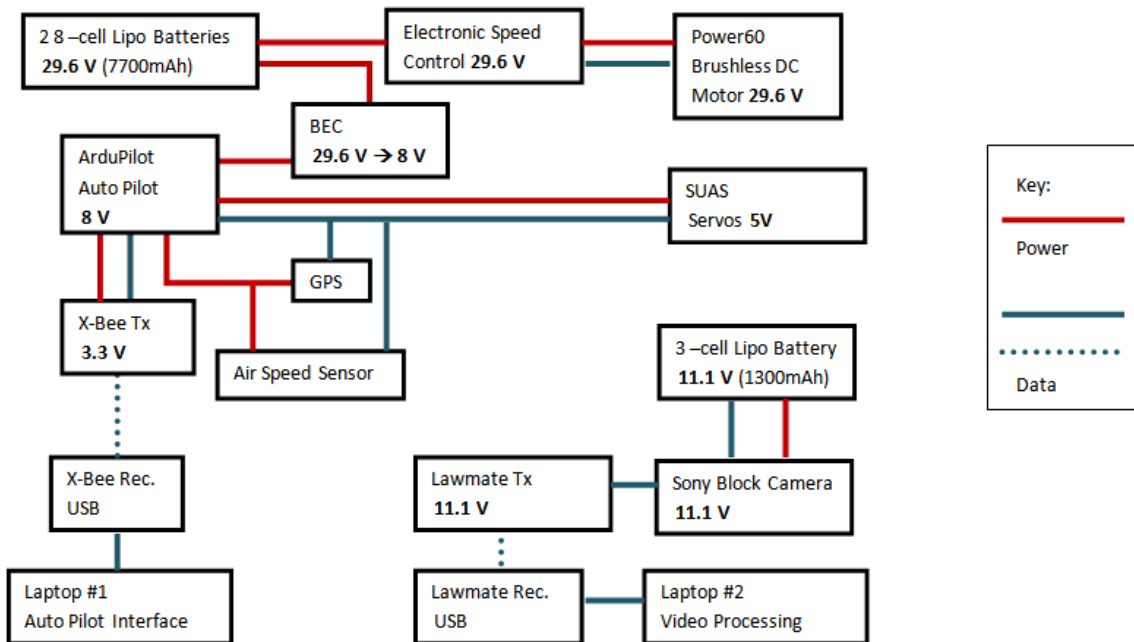 2 8 –cell Lipo Batteries
29.6 V (7700mAh)
Electronic Speed
Control 29.6 V
Power60
Brushless DC
Motor 29.6 V
BEC
29.6 V → 8 V
ArduPilot
Auto Pilot
8 V
SUAS
Servos 5V
Key:
Power
Data
GPS
X-Bee Tx
3.3 V
Air Speed Sensor
3 –cell Lipo Battery
11.1 V (1300mAh)
X-Bee Rec.
USB
Lawmate Tx
11.1 V
Sony Block Camera
11.1 V
Laptop #1
Auto Pilot Interface
Lawmate Rec.
USB
Laptop #2
Video Processing